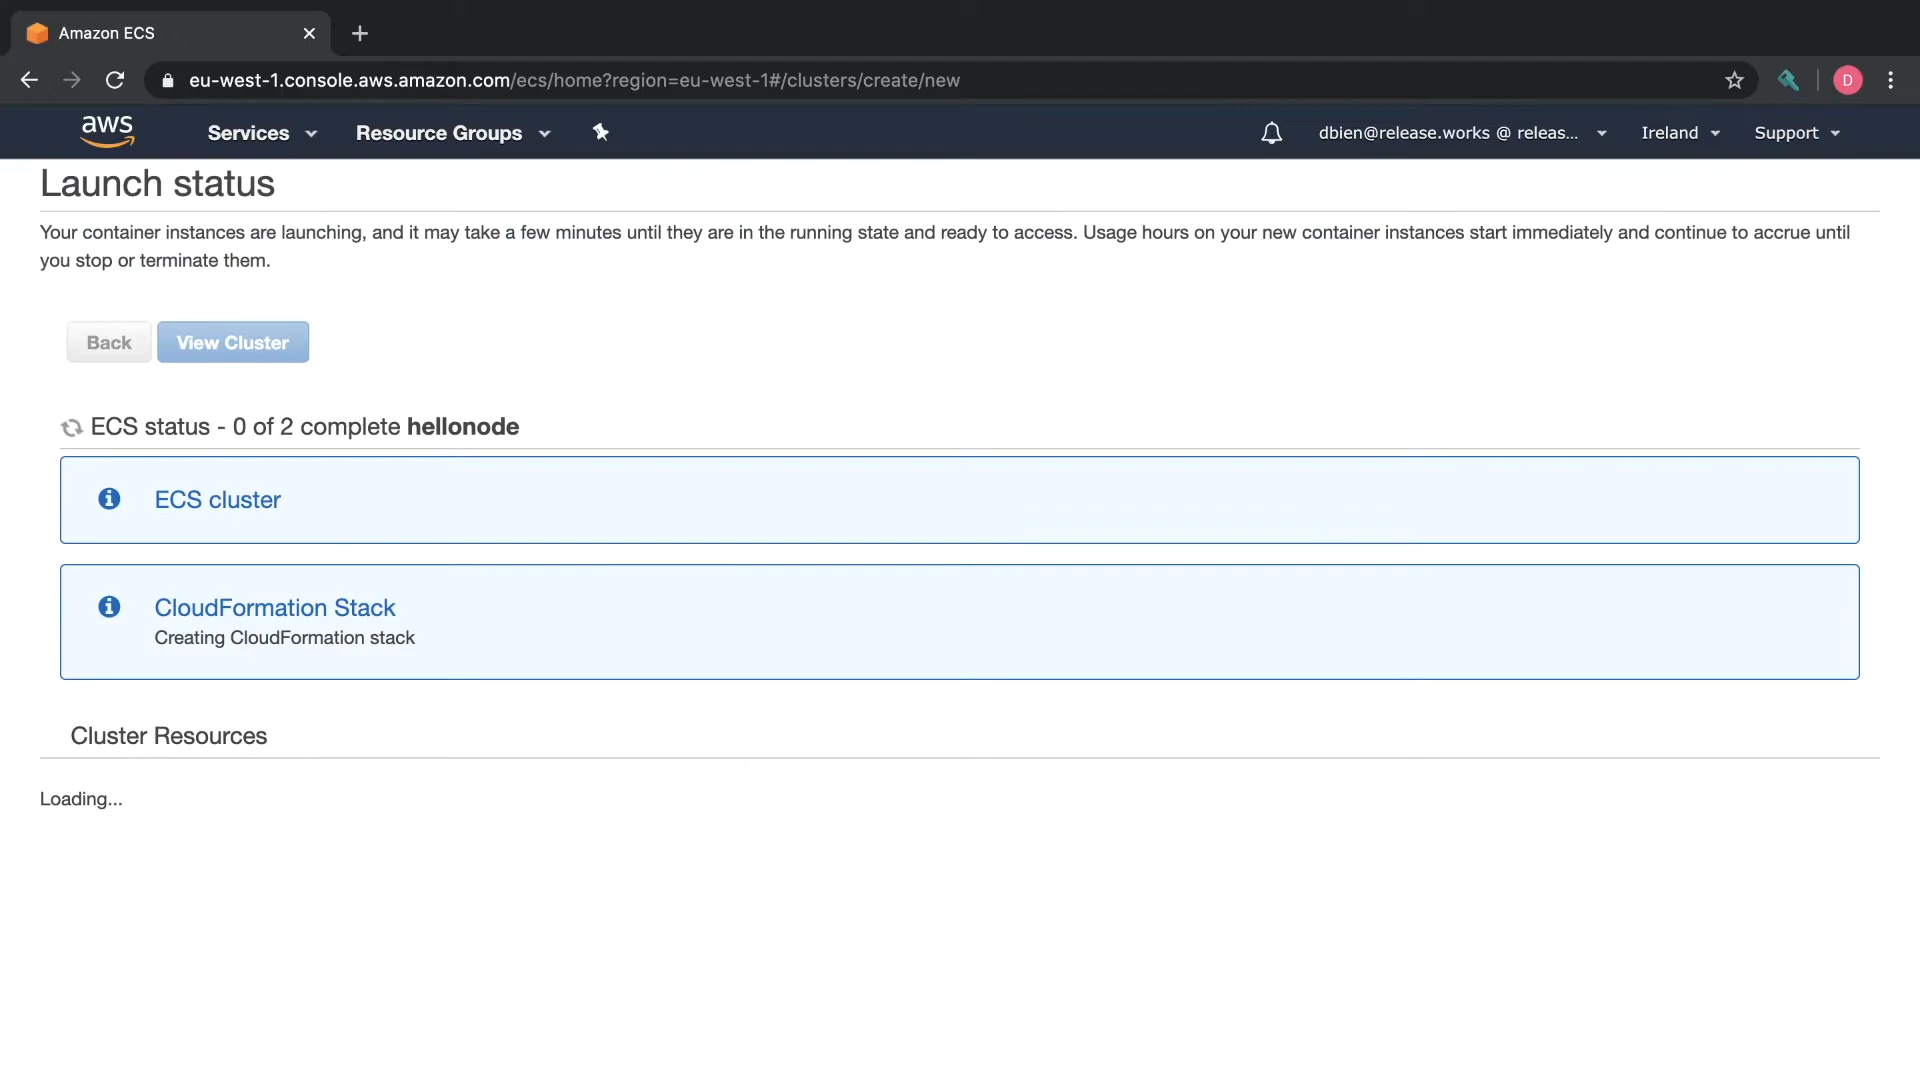 Amazon ECS
eu-west-1.console.aws.amazon.com/ecs/home?region=eu-west-1#/clusters/create/new
D
aws
Services
Resource Groups
dbien@release.works @ releas...
Ireland
Support
Launch status
Your container instances are launching, and it may take a few minutes until they are in the running state and ready to access. Usage hours on your new container instances start immediately and continue to accrue until
you stop or terminate them.
Back
View Cluster
ECS status - 0 of 2 complete hellonode
ECS cluster
CloudFormation Stack
Creating CloudFormation stack
Cluster Resources
Loading...